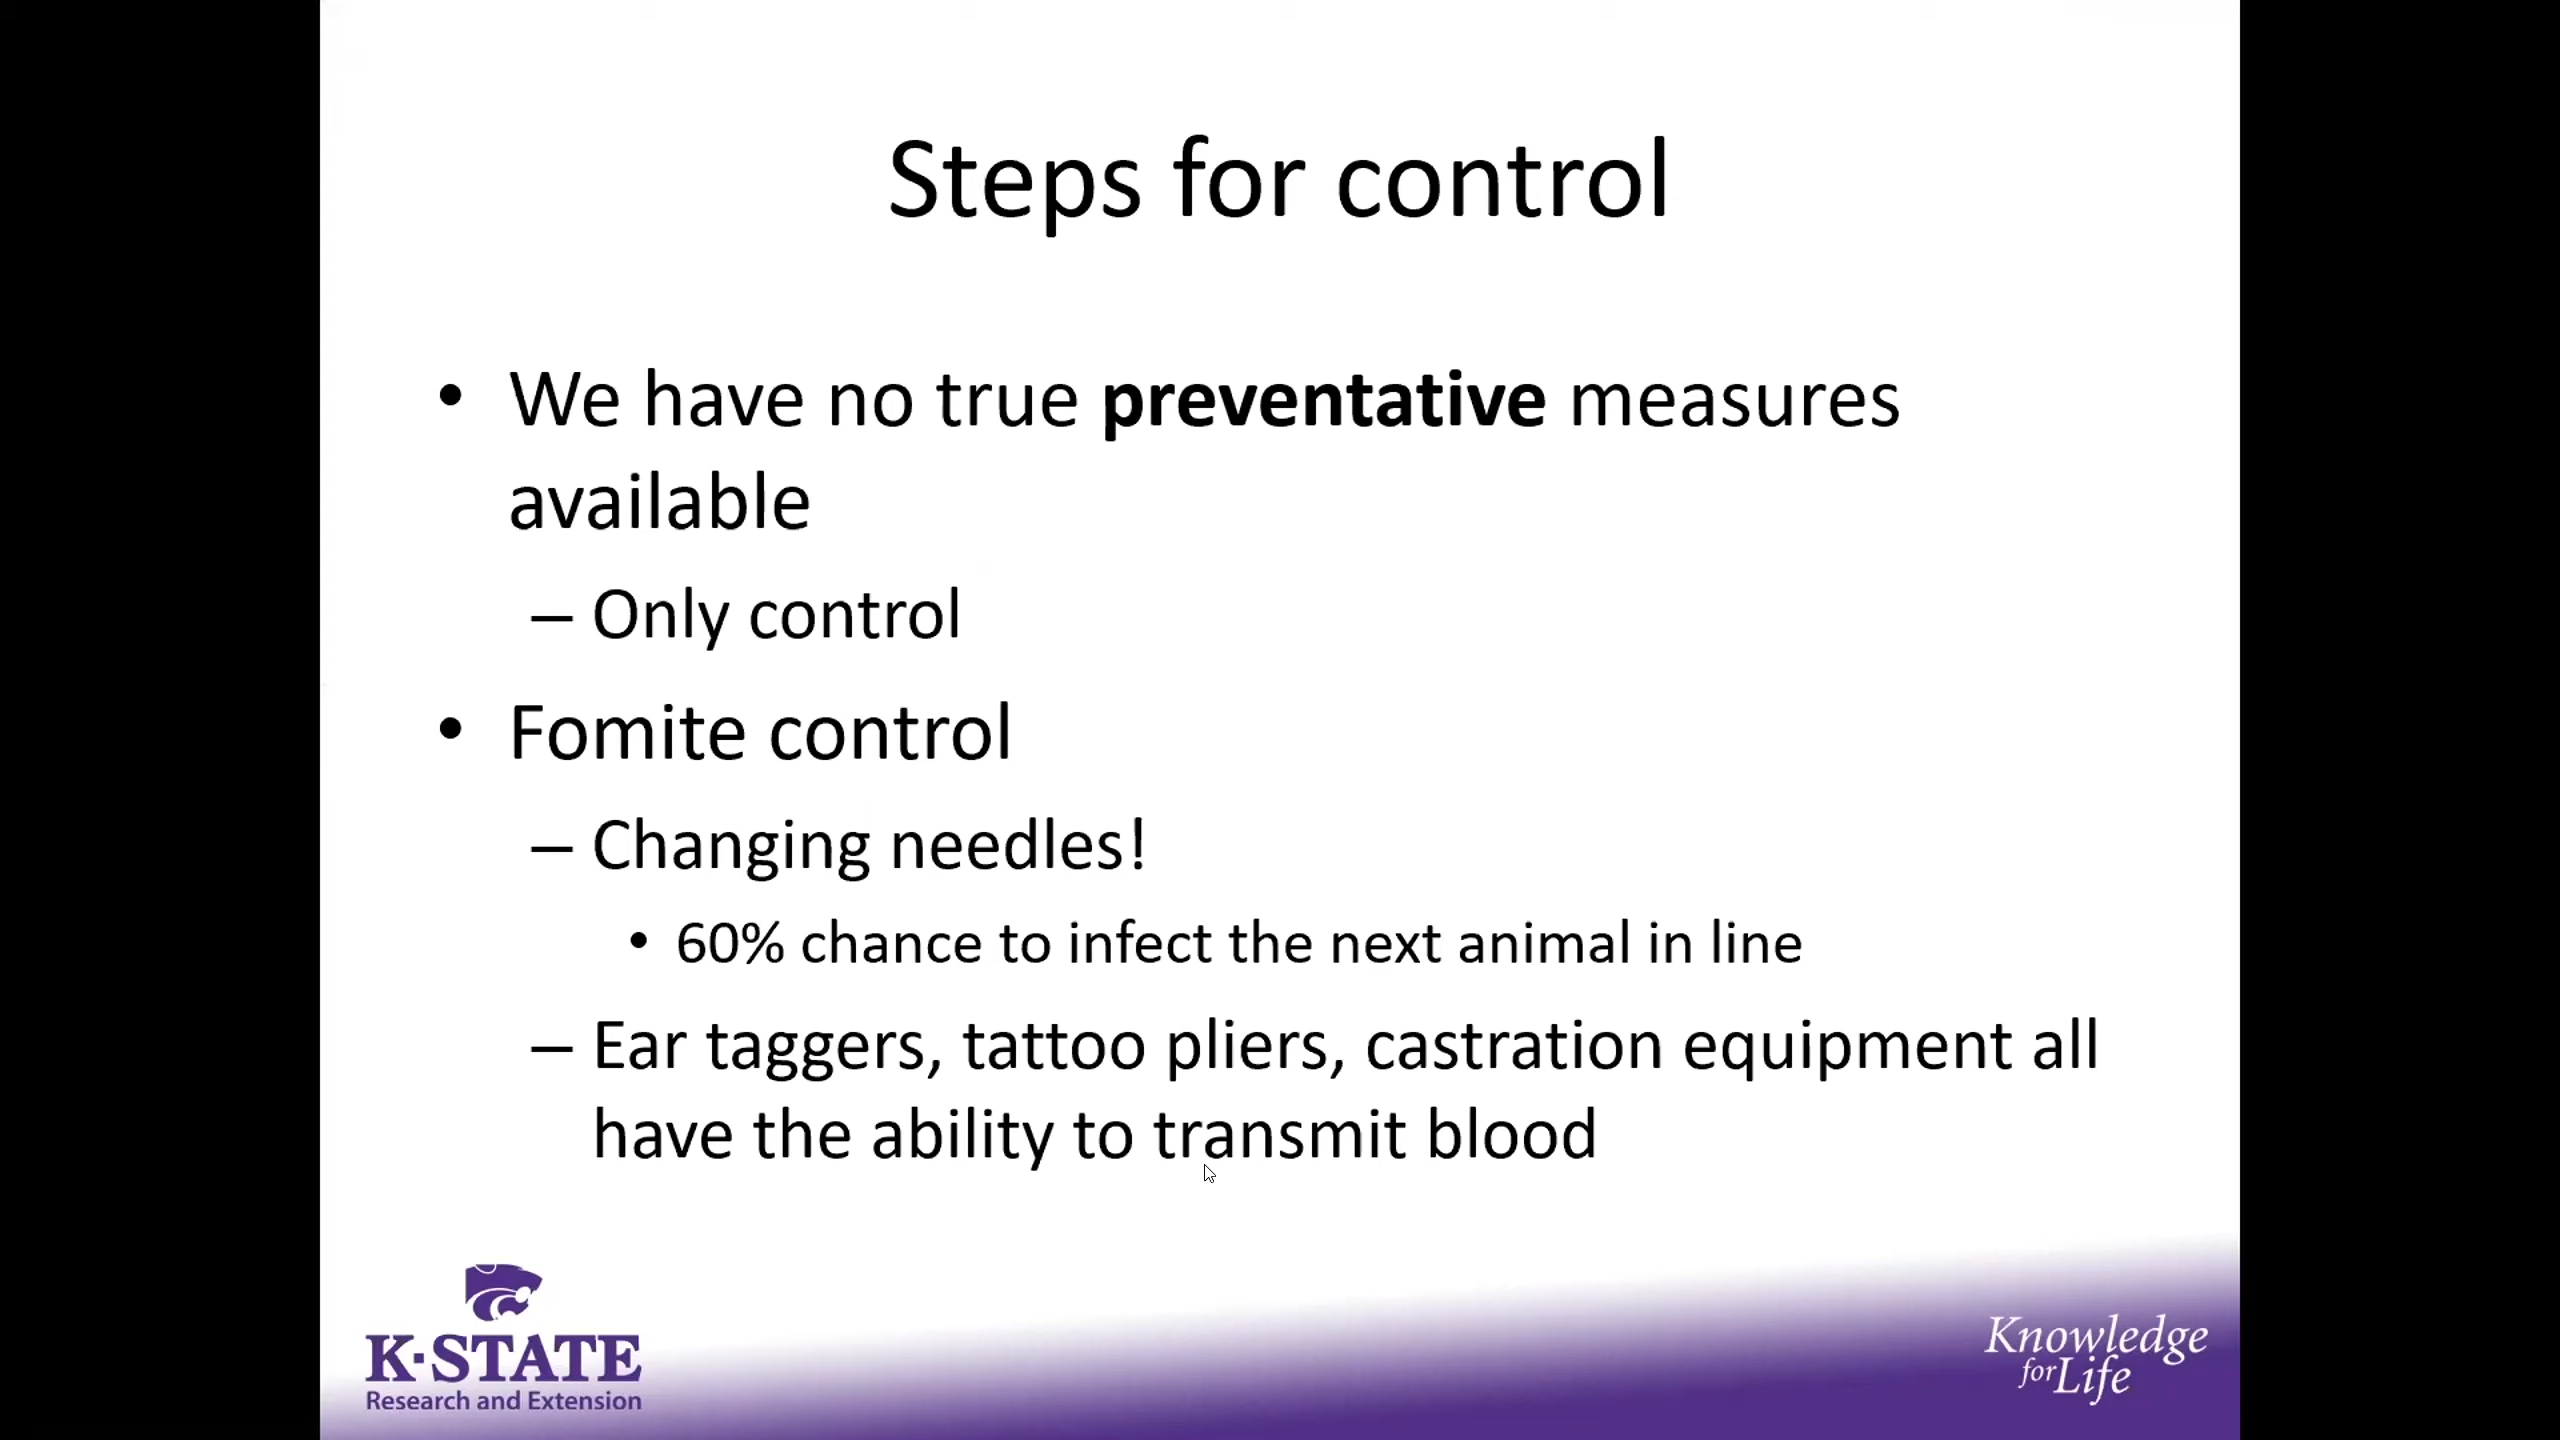 Steps for control
• We have no true preventative measures
available
– Only control
• Fomite control
– Changing needles!
• 60% chance to infect the next animal in line
– Ear taggers, tattoo pliers, castration equipment all
have the ability to transmit blood
K·STATE
Research and Extension
Knowledge
for Life